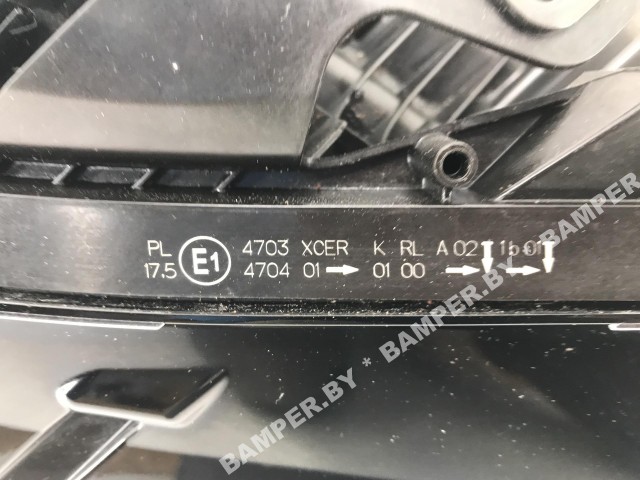 PL E1 4703 XCER K RL A 02 1b 01
17.5 4704 01 → 01 00 → →
BAMPER.BY * BAMPER.BY * BAMPER.BY